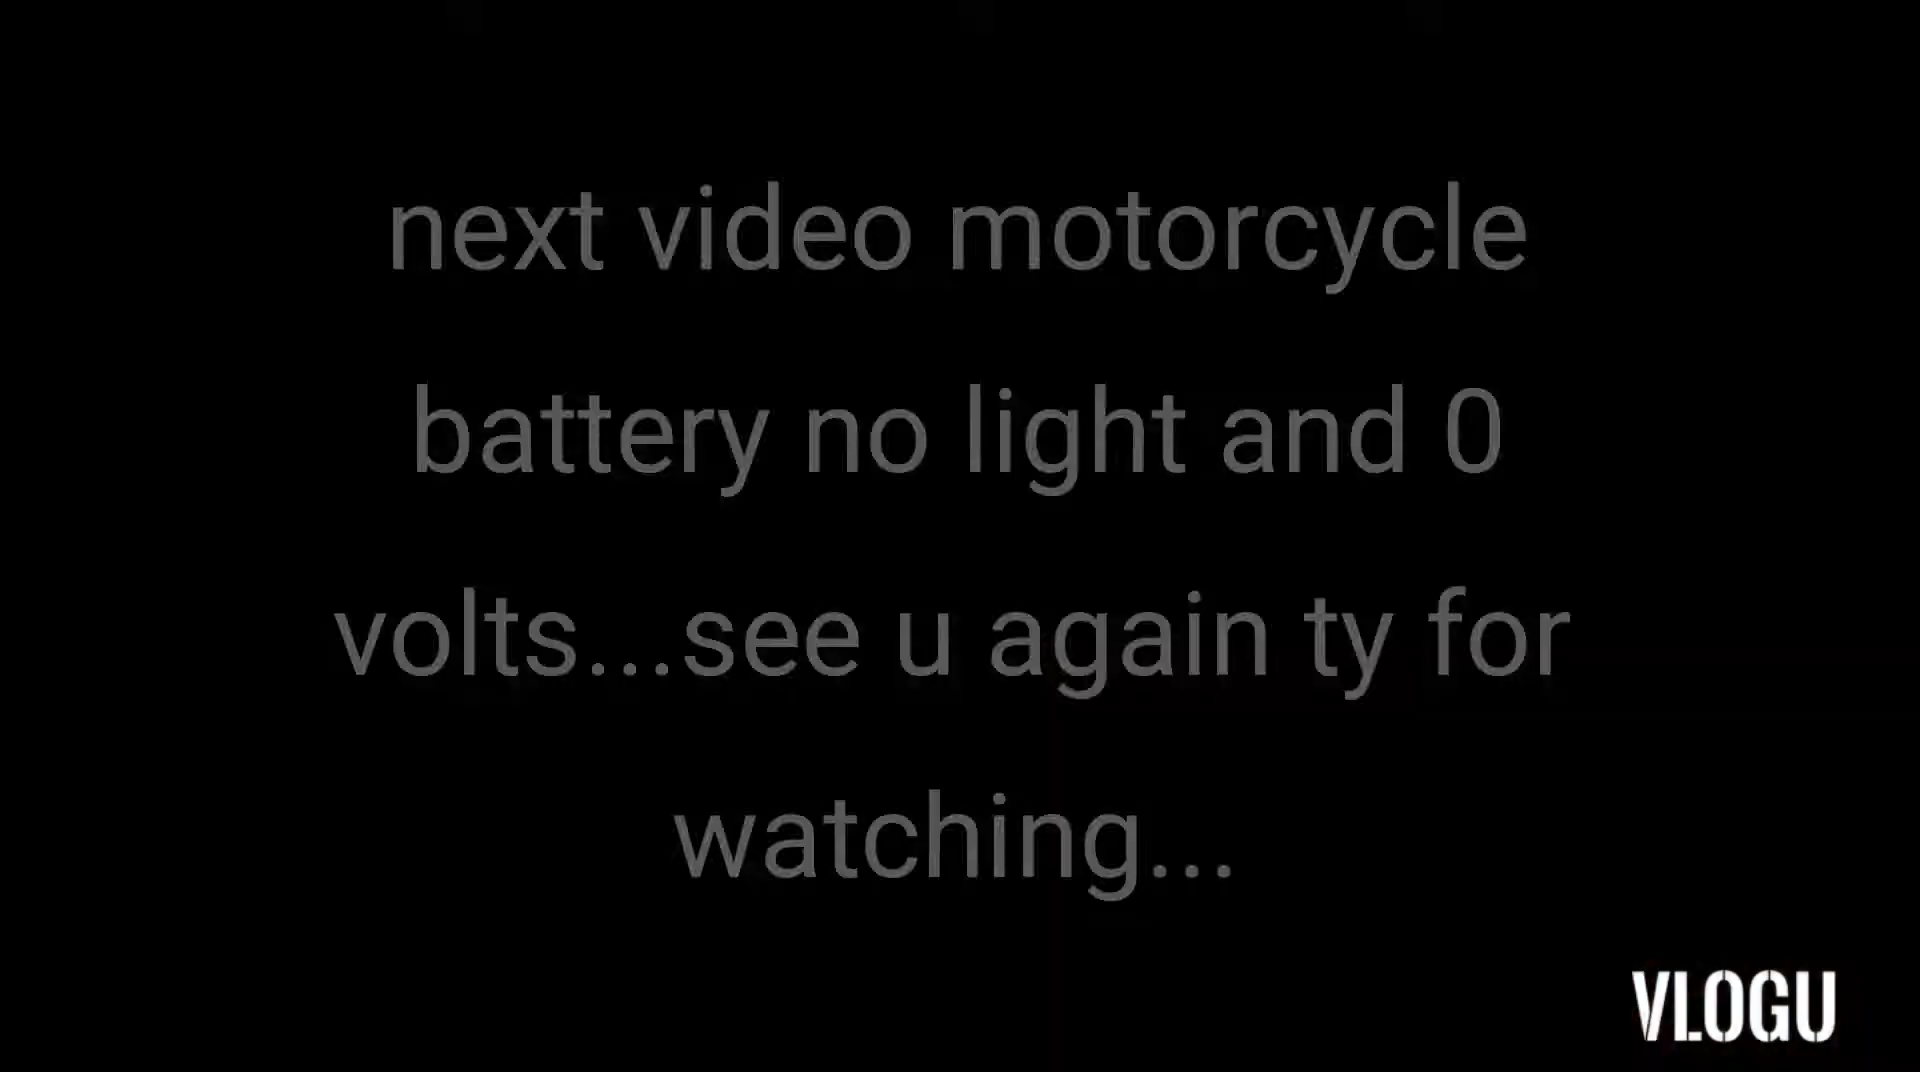 next video motorcycle
battery no light and 0
volts...see u again ty for
watching...
VLOGU